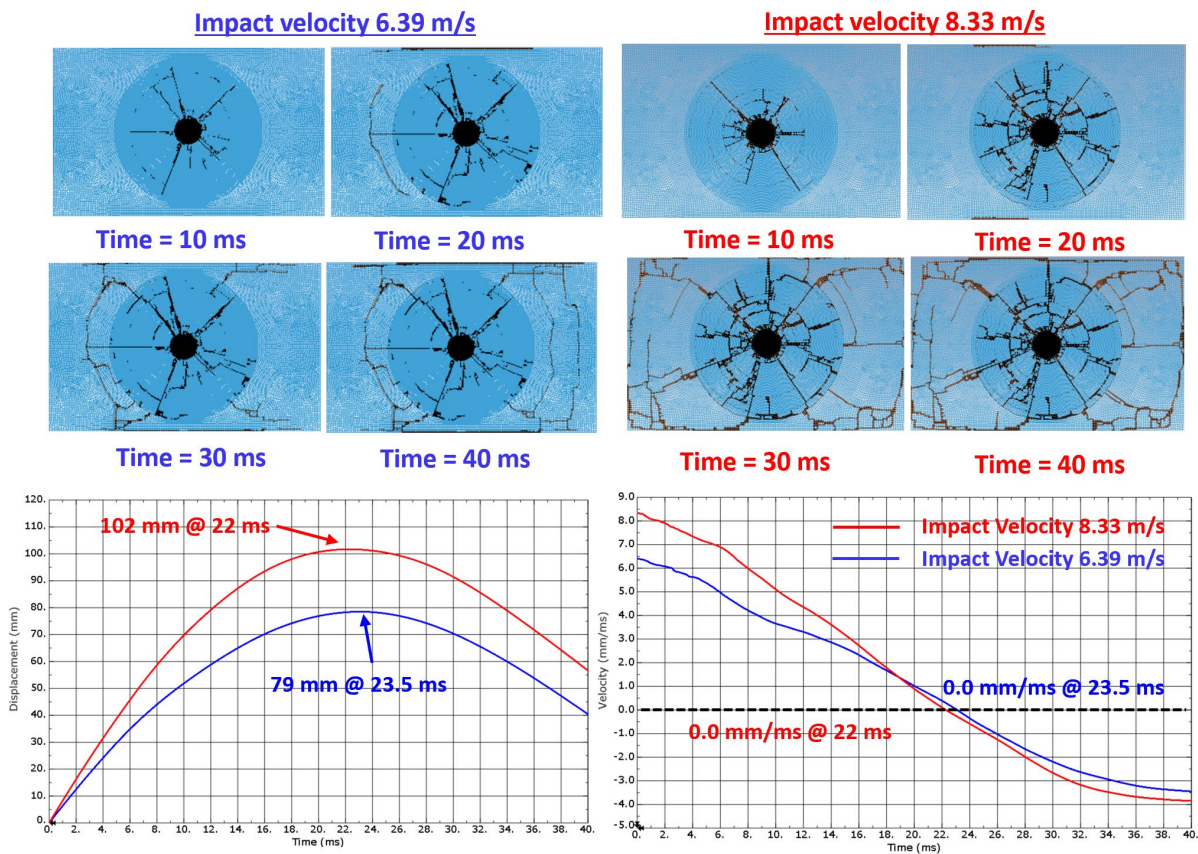 Impact velocity 6.39 m/s
Impact velocity 8.33 m/s
Time = 10 ms
Time = 20 ms
Time = 10 ms
Time = 20 ms
Time = 30 ms
Time = 40 ms
Time = 30 ms
Time = 40 ms
120.
110.
100.
90.
80.
70.
60.
50.
40.
30.
20.
10.
0.
Displacement (mm)
102 mm @ 22 ms
79 mm @ 23.5 ms
0. 2. 4. 6. 8. 10. 12. 14. 16. 18. 20. 22. 24. 26. 28. 30. 32. 34. 36. 38. 40.
Time (ms)
9.0
8.0
7.0
6.0
5.0
4.0
3.0
2.0
1.0
0.0
-1.0
-2.0
-3.0
-4.0
-5.0
Velocity (mm/ms)
Impact Velocity 8.33 m/s
Impact Velocity 6.39 m/s
0.0 mm/ms @ 23.5 ms
0.0 mm/ms @ 22 ms
0. 2. 4. 6. 8. 10. 12. 14. 16. 18. 20. 22. 24. 26. 28. 30. 32. 34. 36. 38. 40.
Time (ms)